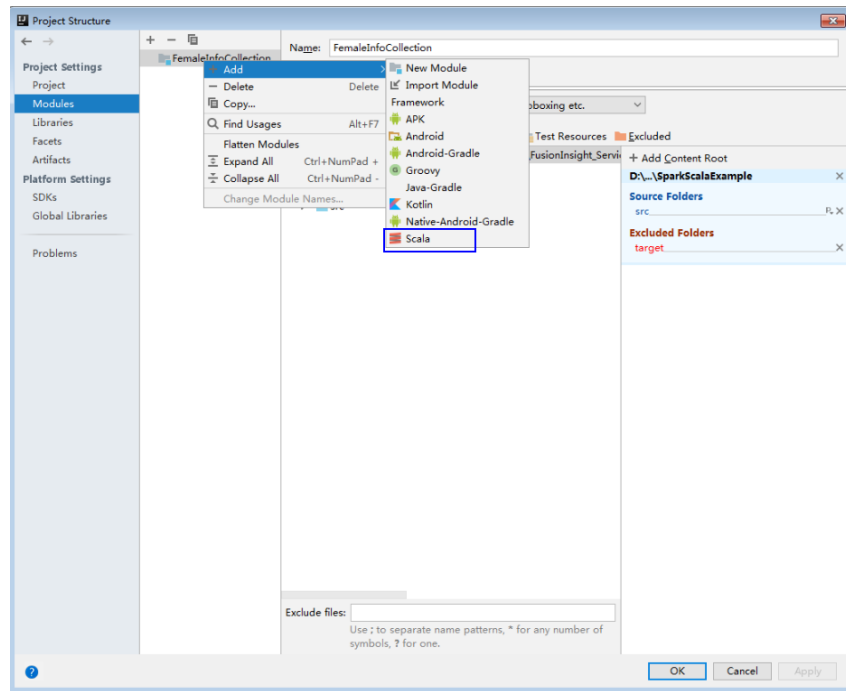 Project Structure
Project Settings
Project
Modules
Libraries
Facets
Artifacts
Platform Settings
SDKs
Global Libraries
Problems
FemaleInfoCollection
Name: FemaleInfoCollection
Add
Delete Delete
Copy...
Find Usages Alt+F7
Flatten Modules
Expand All Ctrl+NumPad +
Collapse All Ctrl+NumPad -
Change Module Names...
New Module
Import Module
Framework
APK
Android
Android-Gradle
Groovy
Java-Gradle
Kotlin
Native-Android-Gradle
Scala
boxing etc.
Test Resources Excluded
FusionInsight_Servi
+ Add Content Root
D:\...\SparkScalaExample
Source Folders
src
Excluded Folders
target
Exclude files:
Use ; to separate name patterns, * for any number of
symbols, ? for one.
OK Cancel Apply